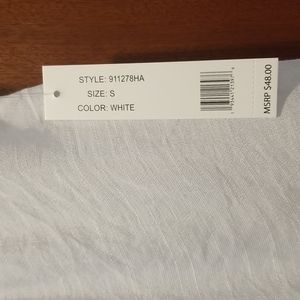 STYLE: 911278HA
SIZE: S
COLOR: WHITE
MSRP $48.00